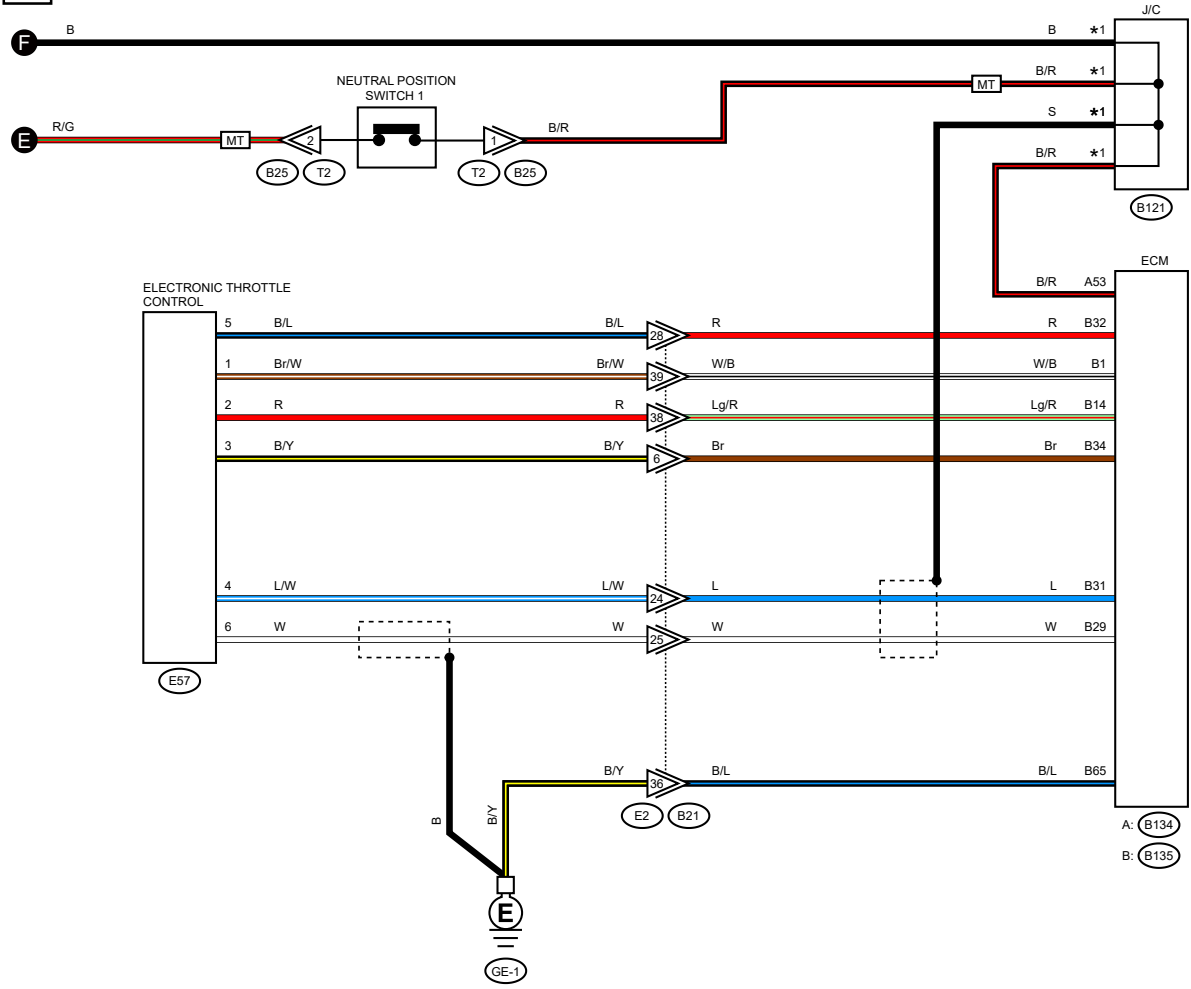 J/C
F B B *1
B/R *1
MT
NEUTRAL POSITION
SWITCH 1
S *1
E R/G MT 2 1 B/R
B/R *1
B25 T2 T2 B25
B121
ECM
B/R A53
ELECTRONIC THROTTLE
CONTROL
5 B/L B/L 28 R R B32
1 Br/W Br/W 39 W/B W/B B1
2 R R 38 Lg/R Lg/R B14
3 B/Y B/Y 6 Br Br B34
4 L/W L/W 24 L L B31
6 W W 25 W W B29
E57
B/Y 36 B/L B/L B65
B B/Y
E2 B21
A: B134
B: B135
E
GE-1